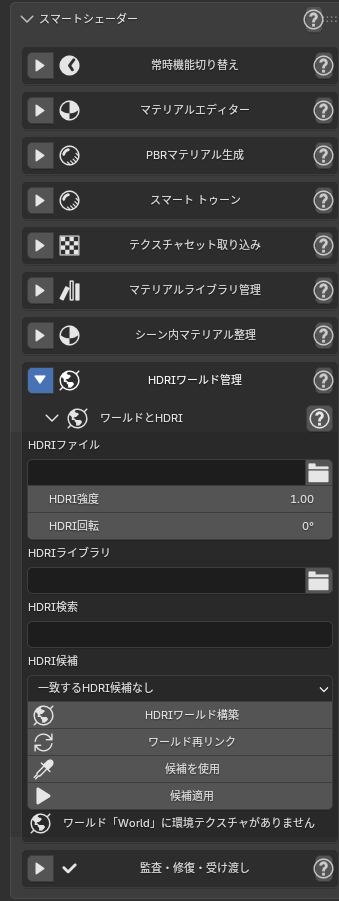 スマートシェーダー
常時機能切り替え
マテリアルエディター
PBRマテリアル生成
スマート トゥーン
テクスチャセット取り込み
マテリアルライブラリ管理
シーン内マテリアル整理
HDRIワールド管理
ワールドとHDRI
HDRIファイル
HDRI強度 1.00
HDRI回転 0°
HDRIライブラリ
HDRI検索
HDRI候補
一致するHDRI候補なし
HDRIワールド構築
ワールド再リンク
候補を使用
候補適用
ワールド「World」に環境テクスチャがありません
監査・修復・受け渡し